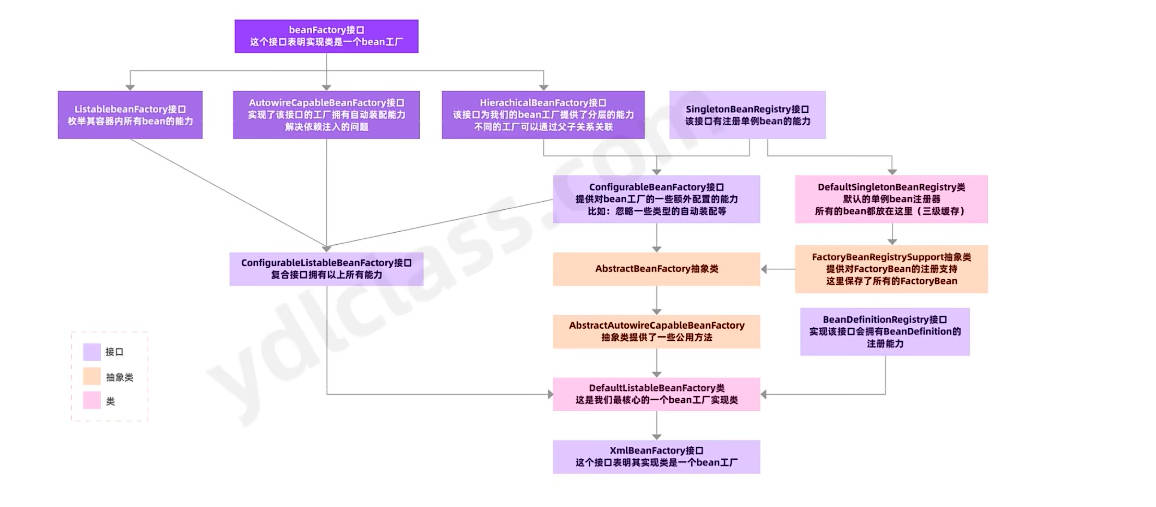 beanFactory接口
这个接口表明实现类是一个bean工厂
ListablebeanFactory接口
枚举其容器内所有bean的能力
AutowireCapableBeanFactory接口
实现了该接口的工厂拥有自动装配能力
解决依赖注入的问题
HierachicalBeanFactory接口
该接口为我们的bean工厂提供了分层的能力
不同的工厂可以通过父子关系关联
SingletonBeanRegistry接口
该接口有注册单例bean的能力
ConfigurableBeanFactory接口
提供对bean工厂的一些额外配置的能力
比如：忽略一些类型的自动装配等
DefaultSingletonBeanRegistry类
默认的单例bean注册器
所有的bean都放在这里（三级缓存）
ConfigurableListableBeanFactory接口
复合接口拥有以上所有能力
AbstractBeanFactory抽象类
FactoryBeanRegistrySupport抽象类
提供对FactoryBean的注册支持
这里保存了所有的FactoryBean
AbstractAutowireCapableBeanFactory
抽象类提供了一些公用方法
BeanDefinitionRegistry接口
实现该接口会拥有BeanDefinition的
注册能力
接口
抽象类
类
DefaultListableBeanFactory类
这是我们最核心的一个bean工厂实现类
XmlBeanFactory接口
这个接口表明其实现类是一个bean工厂
ydlclass.com